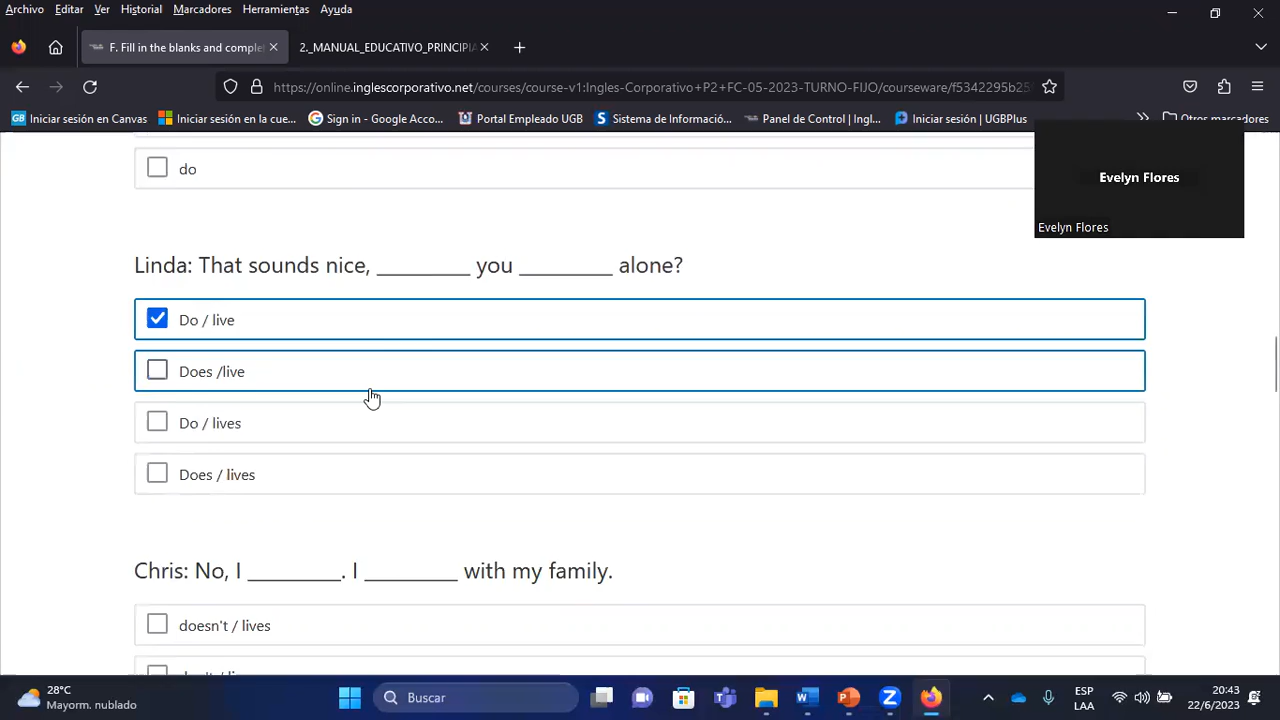 Archivo Editar Ver Historial Marcadores Herramientas Ayuda
F. Fill in the blanks and comple
2._MANUAL_EDUCATIVO_PRINCIPIA
https://online.inglescorporativo.net/courses/course-v1:Ingles-Corporativo+P2+FC-05-2023-TURNO-FIJO/courseware/f5342295b25
Iniciar sesión en Canvas Iniciar sesión en la cue... Sign in - Google Acco... Portal Empleado UGB Sistema de Informació... Panel de Control | Ingl... Iniciar sesión | UGBPlus Otros marcadores
do
Evelyn Flores
Evelyn Flores
Linda: That sounds nice, _________ you _________ alone?
Do / live
Does /live
Do / lives
Does / lives
Chris: No, I _________. I _________ with my family.
doesn't / lives
28°C
Mayorm. nublado
Buscar
ESP
LAA
20:43
22/6/2023